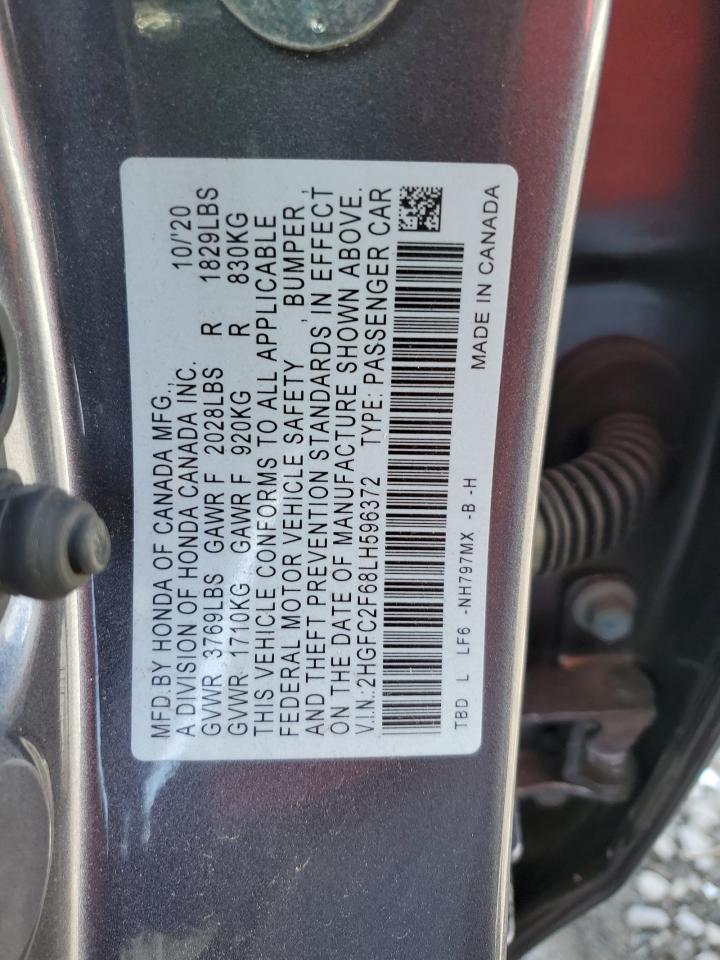 MFD.BY HONDA OF CANADA MFG., 10/'20
A DIVISION OF HONDA CANADA INC.
GVWR 3769LBS GAWR F 2028LBS R 1829LBS
GVWR 1710KG GAWR F 920KG R 830KG
THIS VEHICLE CONFORMS TO ALL APPLICABLE
FEDERAL MOTOR VEHICLE SAFETY , BUMPER ,
AND THEFT PREVENTION STANDARDS IN EFFECT
ON THE DATE OF MANUFACTURE SHOWN ABOVE.
V.I.N.:2HGFC2F68LH596372 TYPE: PASSENGER CAR
TBD L LF6 -NH797MX -B -H
MADE IN CANADA